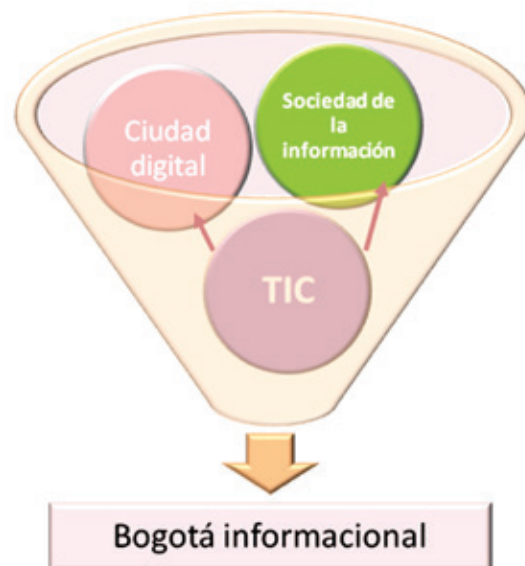 Ciudad
digital
Sociedad de
la
información
TIC
Bogotá informacional